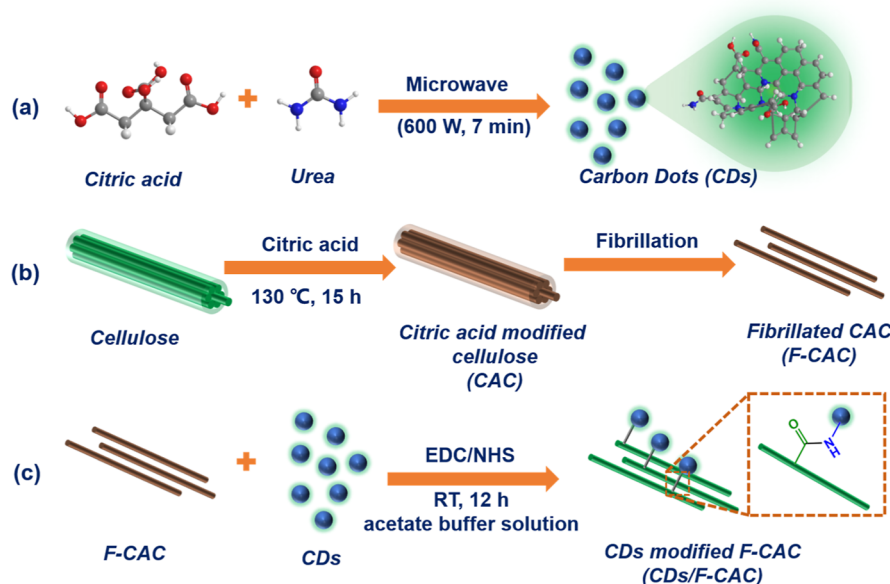 (a)
+
Microwave
(600 W, 7 min)
Citric acid
Urea
Carbon Dots (CDs)
(b)
Citric acid
130 ℃, 15 h
Fibrillation
Cellulose
Citric acid modified
cellulose
(CAC)
Fibrillated CAC
(F-CAC)
(c)
+
EDC/NHS
RT, 12 h
acetate buffer solution
O
N
H
F-CAC
CDs
CDs modified F-CAC
(CDs/F-CAC)